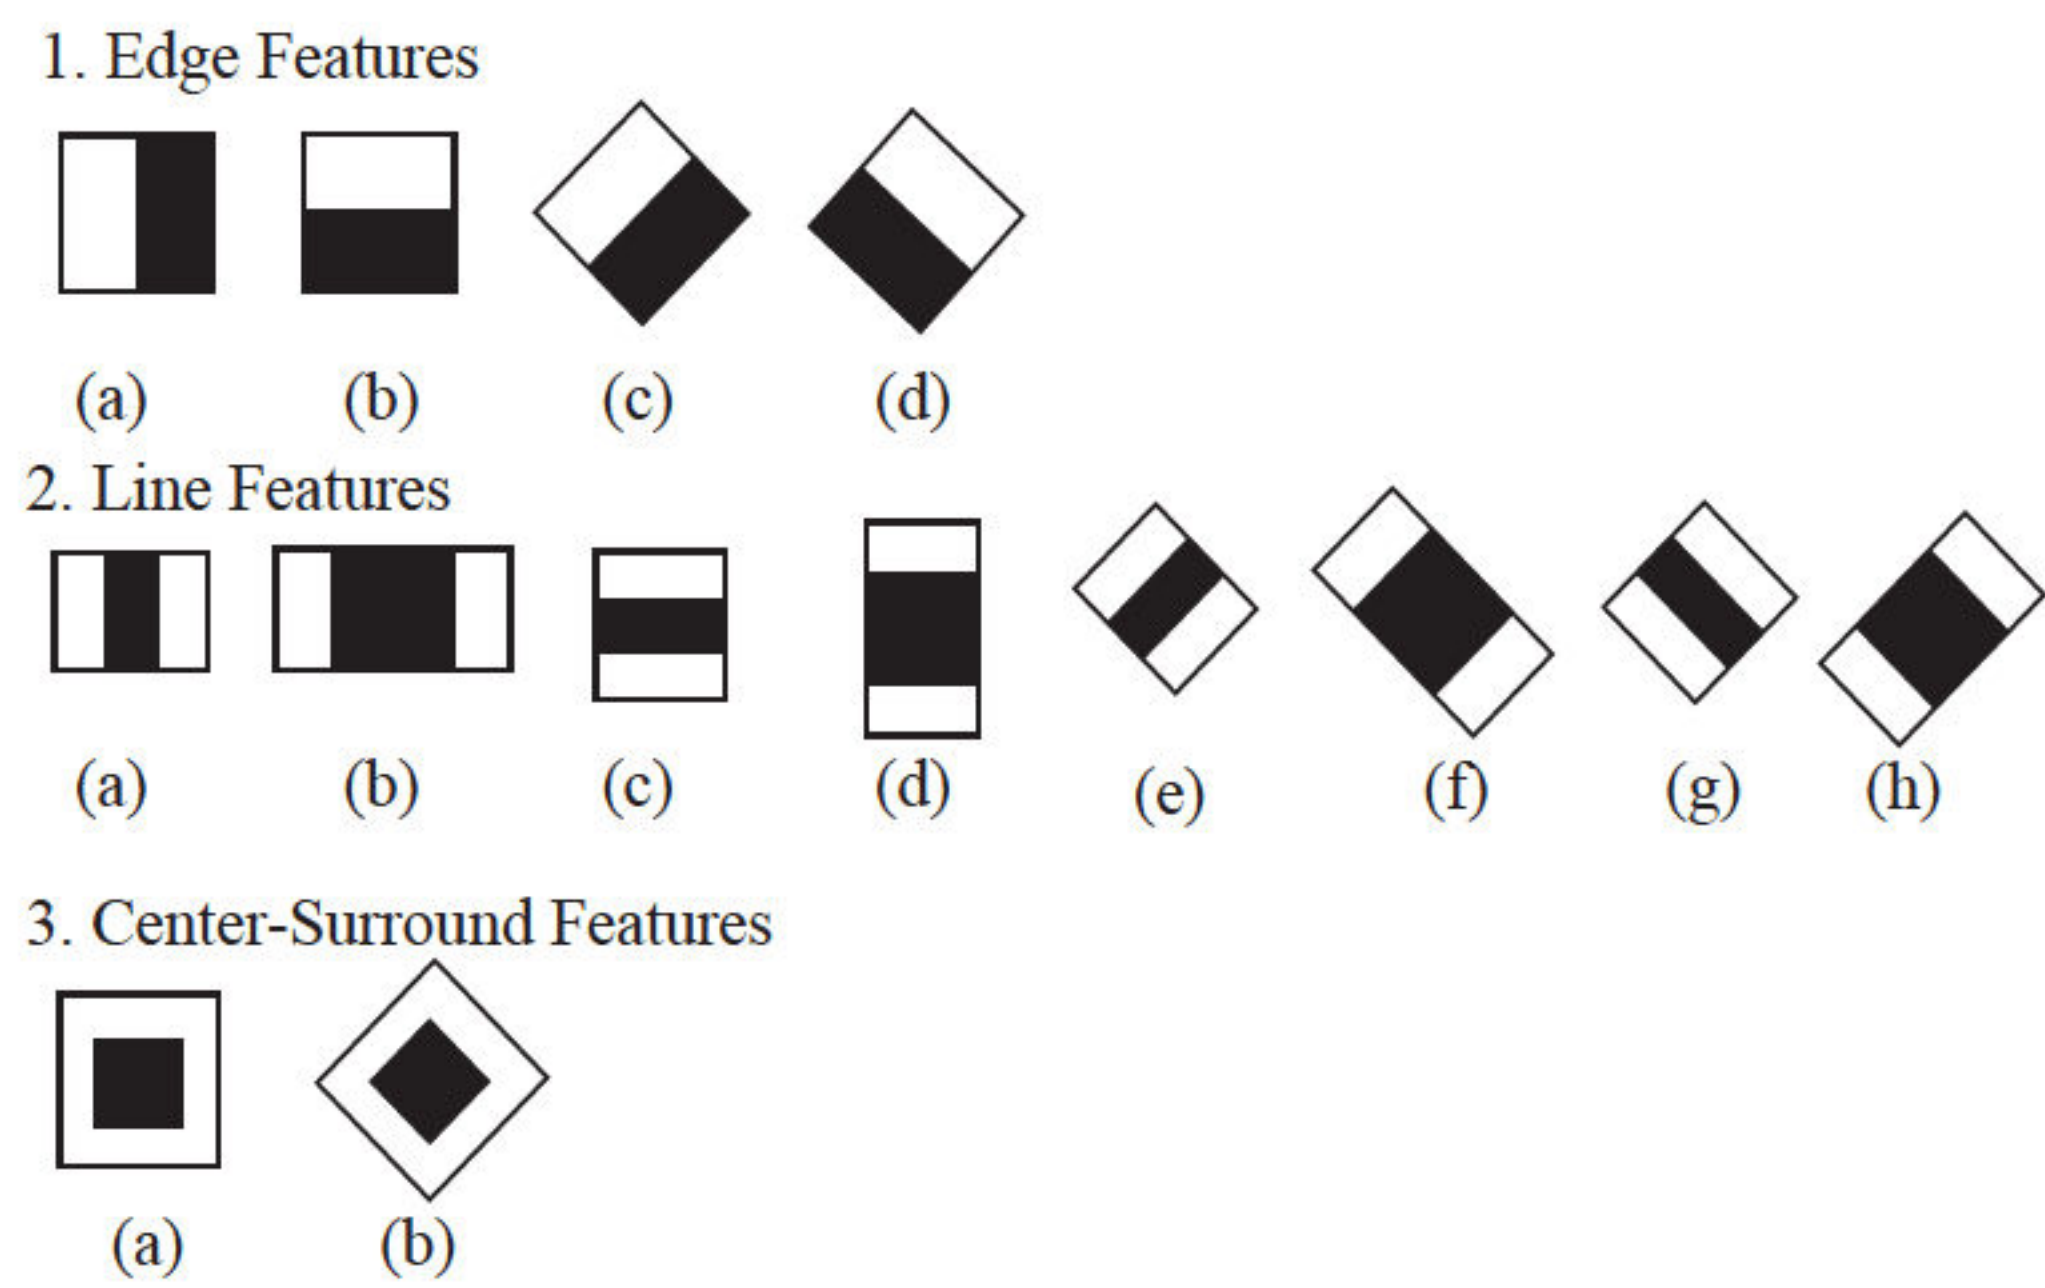 1. Edge Features
(a) (b) (c) (d)
2. Line Features
(a) (b) (c) (d) (e) (f) (g) (h)
3. Center-Surround Features
(a) (b)